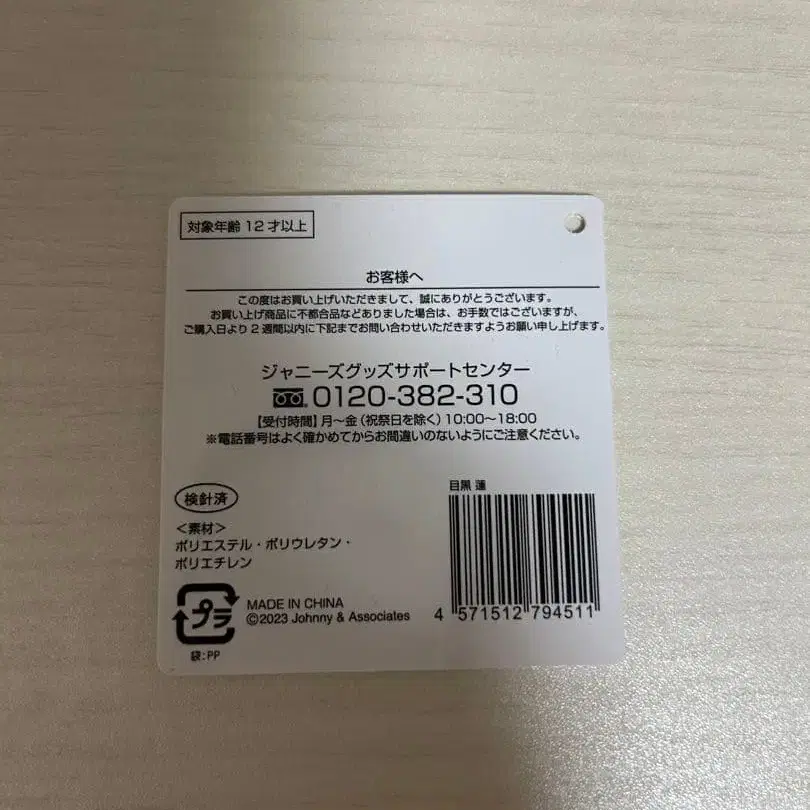 対象年齢 12 才以上
お客様へ
この度はお買い上げいただきまして、誠にありがとうございます。
お買い上げ商品に不都合品などありました場合は、お手数ではございますが、
ご購入日より 2 週間以内に下記までお問い合わせいただきますようお願い申し上げます。
ジャニーズグッズサポートセンター
0120-382-310
【受付時間】月～金（祝祭日を除く）10:00～18:00
※電話番号はよく確かめてからお間違いのないようにご注意ください。
検針済
＜素材＞
ポリエステル・ポリウレタン・
ポリエチレン
プラ
袋:PP
MADE IN CHINA
©2023 Johnny & Associates
目黒 蓮
4 571512 794511